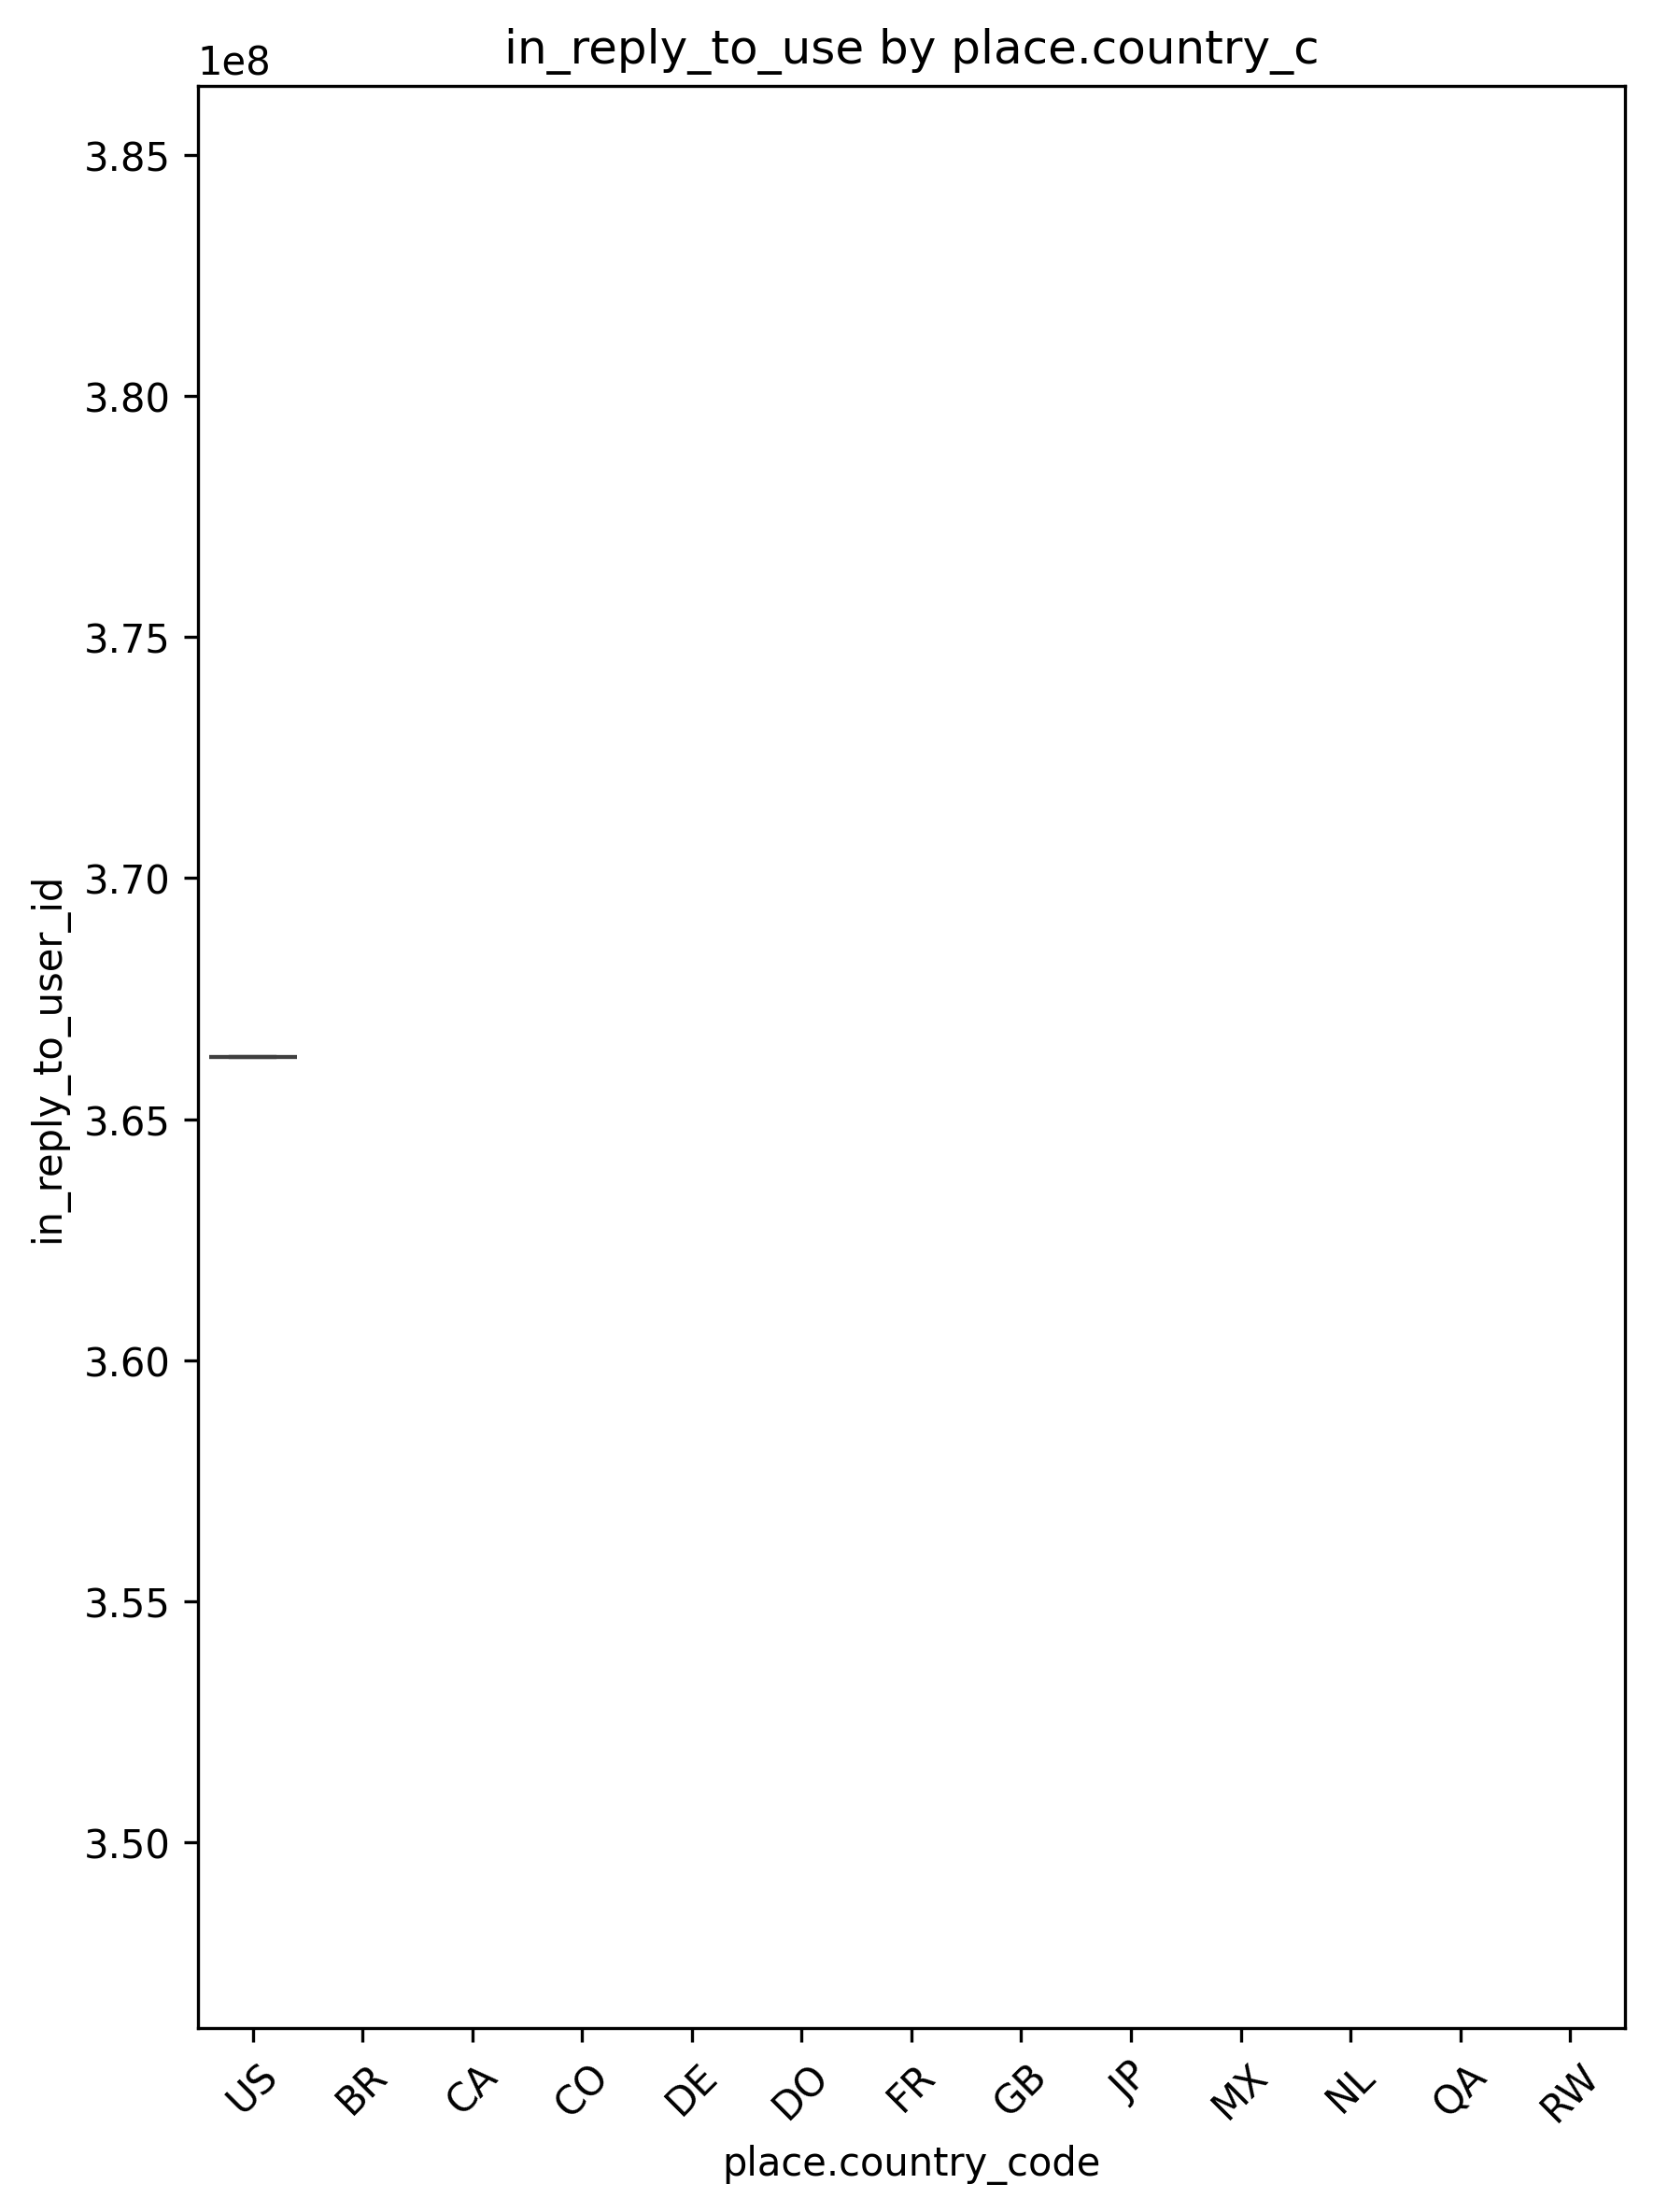 in_reply_to_use by place.country_c
1e8
3.85
3.80
3.75
3.70
3.65
3.60
3.55
3.50
in_reply_to_user_id
US BR CA CO DE DO FR GB JP MX NL QA RW
place.country_code